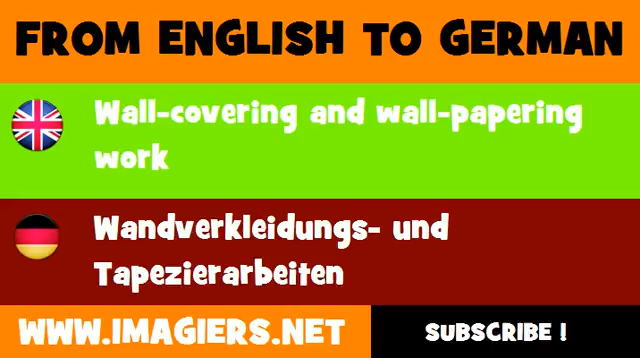 FROM ENGLISH TO GERMAN
Wall-covering and wall-papering
work
Wandverkleidungs- und
Tapezierarbeiten
WWW.IMAGIERS.NET
SUBSCRIBE !